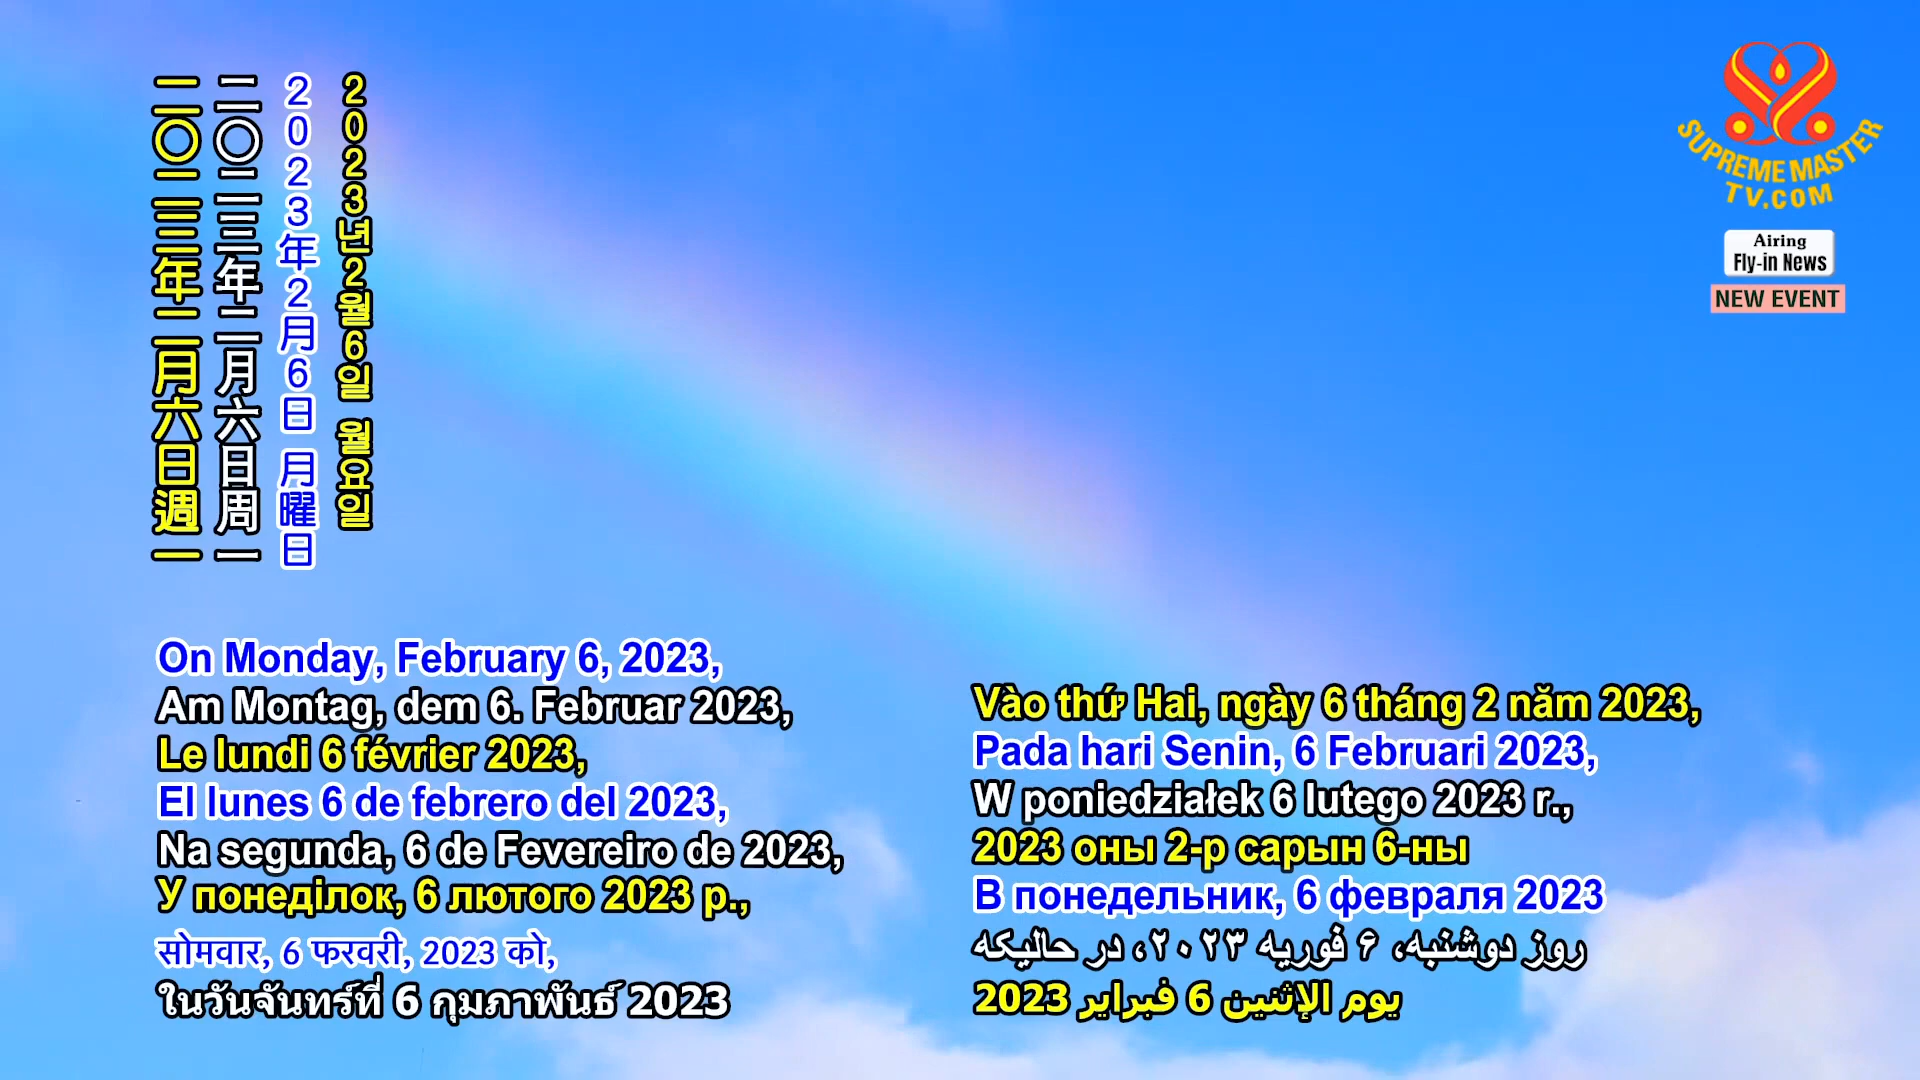 二〇二三年二月六日週一
二〇二三年二月六日周一
2023年2月6日 月曜日
2023년2월6일 월요일
SUPREME MASTER
TV.COM
Airing
Fly-in News
NEW EVENT
On Monday, February 6, 2023,
Am Montag, dem 6. Februar 2023,
Le lundi 6 février 2023,
El lunes 6 de febrero del 2023,
Na segunda, 6 de Fevereiro de 2023,
У понеділок, 6 лютого 2023 р.,
सोमवार, 6 फरवरी, 2023 को,
ในวันจันทร์ที่ 6 กุมภาพันธ์ 2023
Vào thứ Hai, ngày 6 tháng 2 năm 2023,
Pada hari Senin, 6 Februari 2023,
W poniedziałek 6 lutego 2023 r.,
2023 оны 2-р сарын 6-ны
В понедельник, 6 февраля 2023
روز دوشنبه، ۶ فوریه ۲۰۲۳، در حالیکه
يوم الإثنين 6 فبراير 2023